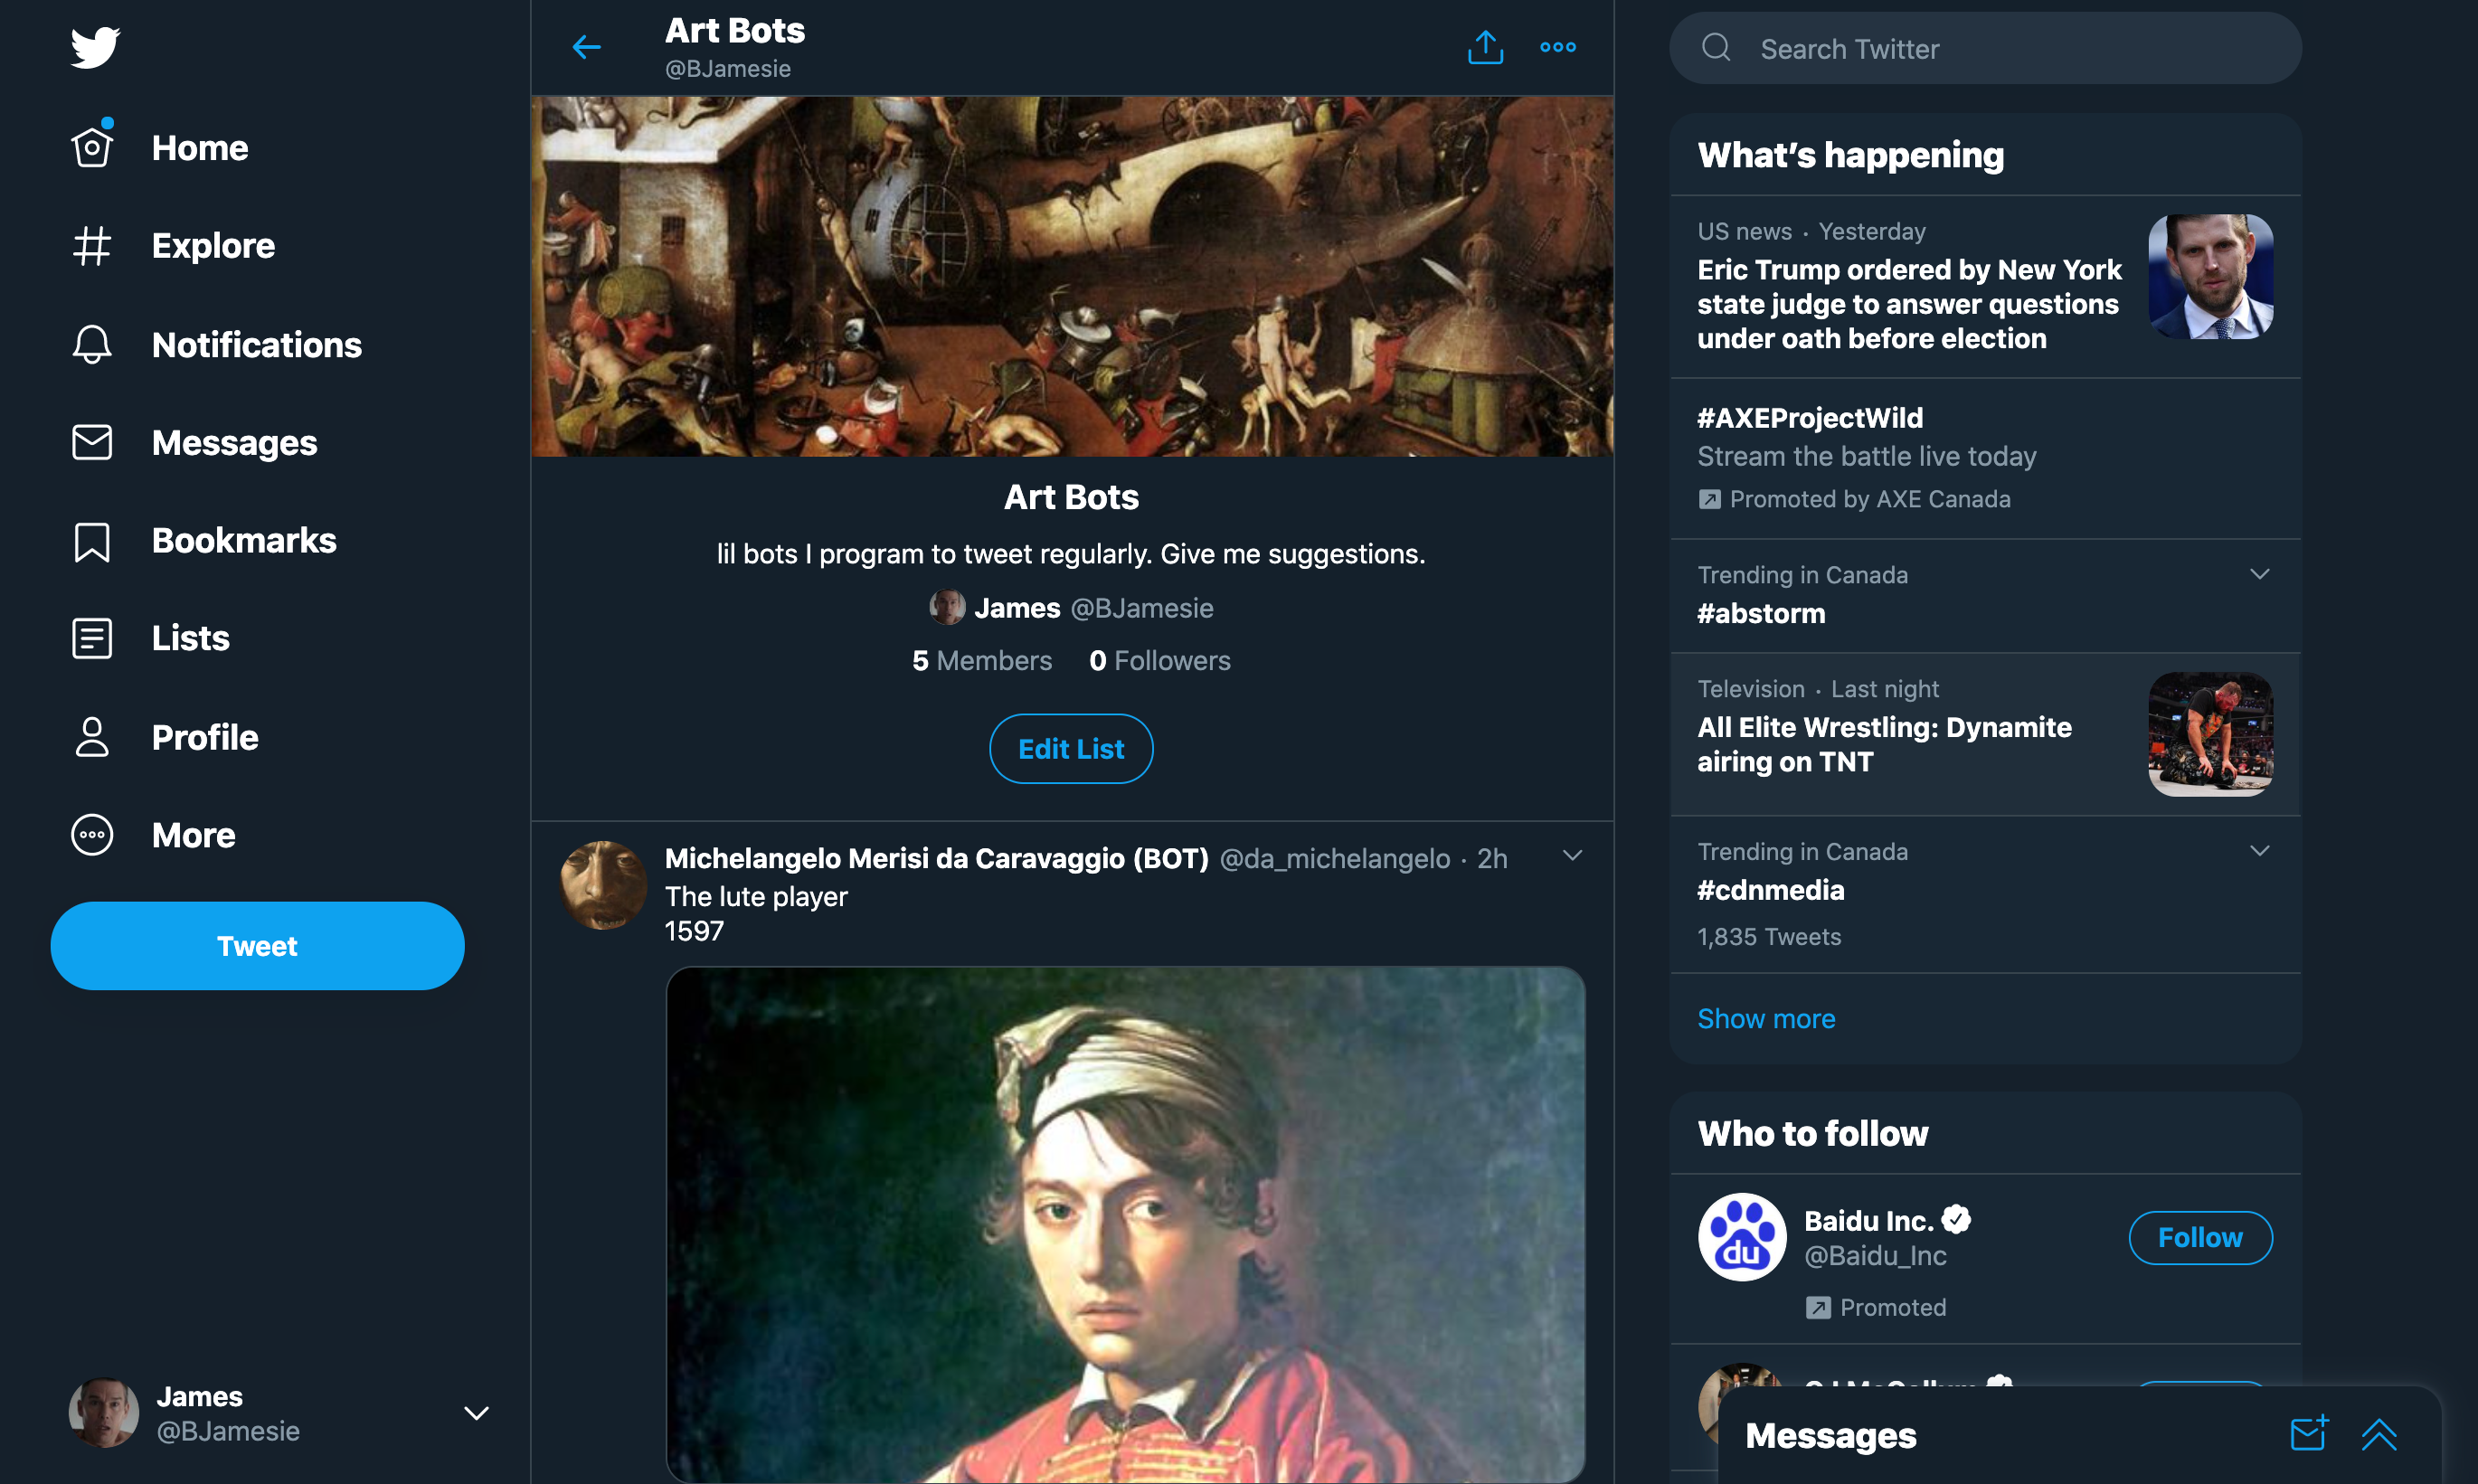 Home
Explore
Notifications
Messages
Bookmarks
Lists
Profile
More
Tweet
James
@BJamesie
Art Bots
@BJamesie
Art Bots
lil bots I program to tweet regularly. Give me suggestions.
James @BJamesie
5 Members 0 Followers
Edit List
Michelangelo Merisi da Caravaggio (BOT) @da_michelangelo · 2h
The lute player
1597
Search Twitter
What's happening
US news · Yesterday
Eric Trump ordered by New York
state judge to answer questions
under oath before election
#AXEProjectWild
Stream the battle live today
Promoted by AXE Canada
Trending in Canada
#abstorm
Television · Last night
All Elite Wrestling: Dynamite
airing on TNT
Trending in Canada
#cdnmedia
1,835 Tweets
Show more
Who to follow
Baidu Inc.
@Baidu_Inc
Follow
du
Promoted
Messages